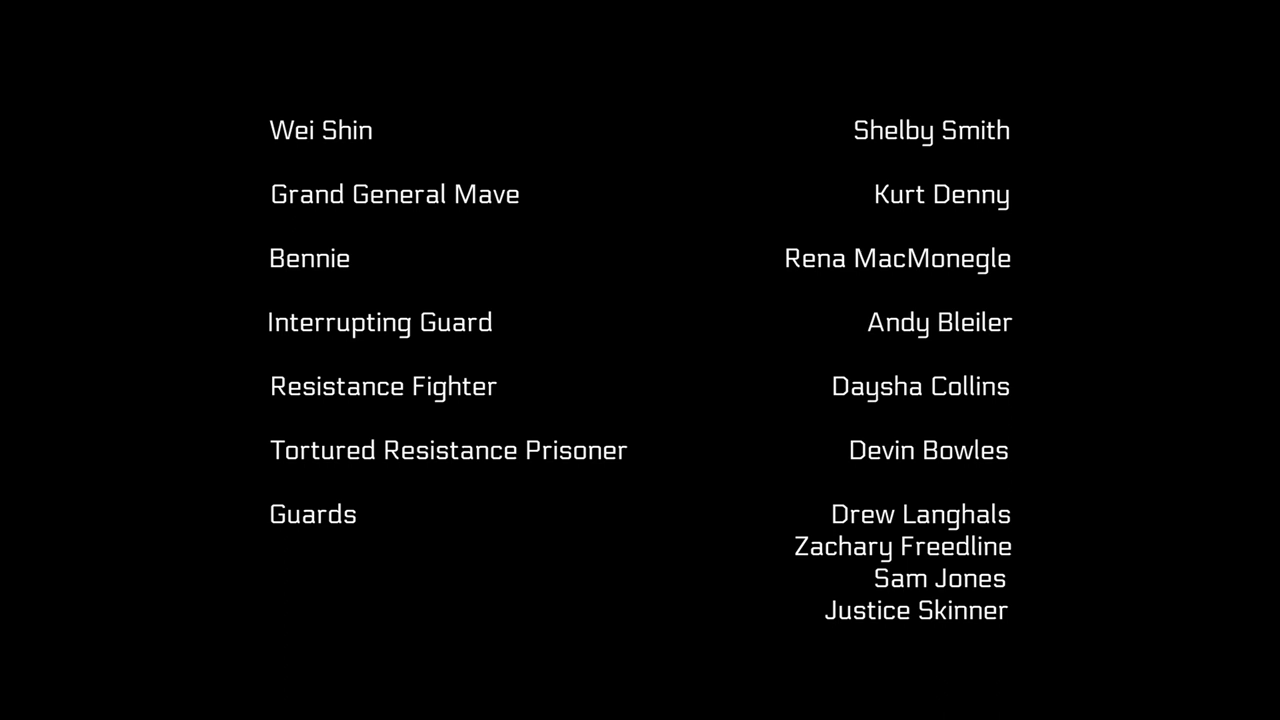 Wei Shin Shelby Smith
Grand General Mave Kurt Denny
Bennie Rena MacMonegle
Interrupting Guard Andy Bleiler
Resistance Fighter Daysha Collins
Tortured Resistance Prisoner Devin Bowles
Guards Drew Langhals
Zachary Freedline
Sam Jones
Justice Skinner